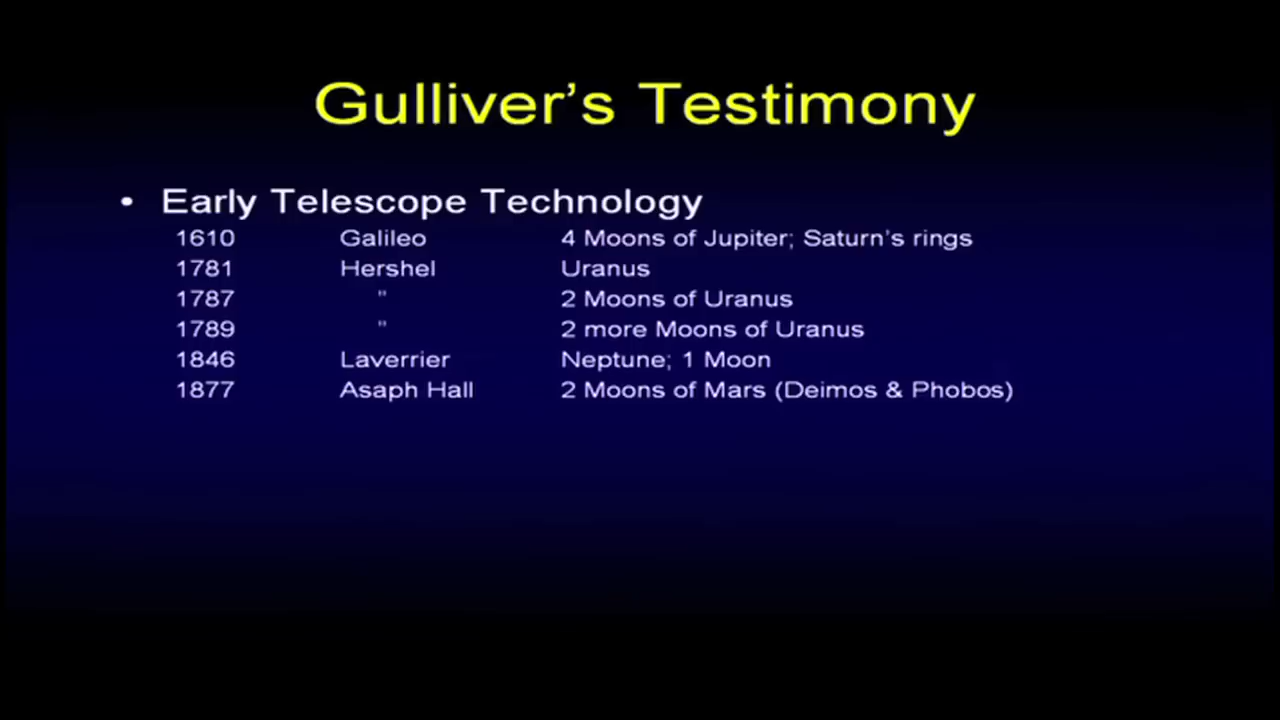 Gulliver's Testimony
• Early Telescope Technology
1610 Galileo 4 Moons of Jupiter; Saturn's rings
1781 Hershel Uranus
1787 " 2 Moons of Uranus
1789 " 2 more Moons of Uranus
1846 Laverrier Neptune; 1 Moon
1877 Asaph Hall 2 Moons of Mars (Deimos & Phobos)